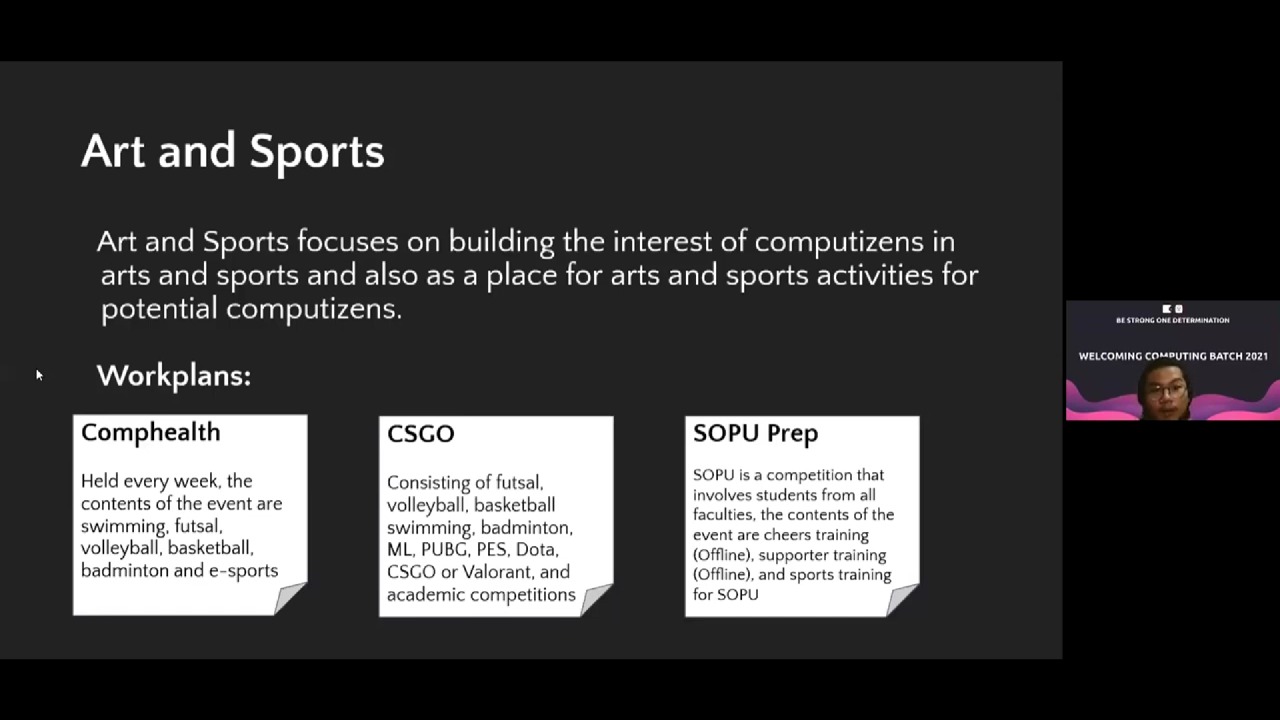 Art and Sports
Art and Sports focuses on building the interest of computizens in
arts and sports and also as a place for arts and sports activities for
potential computizens.
Workplans:
Comphealth
Held every week, the
contents of the event are
swimming, futsal,
volleyball, basketball,
badminton and e-sports
CSGO
Consisting of futsal,
volleyball, basketball
swimming, badminton,
ML, PUBG, PES, Dota,
CSGO or Valorant, and
academic competitions
SOPU Prep
SOPU is a competition that
involves students from all
faculties, the contents of the
event are cheers training
(Offline), supporter training
(Offline), and sports training
for SOPU
BE STRONG ONE DETERMINATION
WELCOMING COMPUTING BATCH 2021